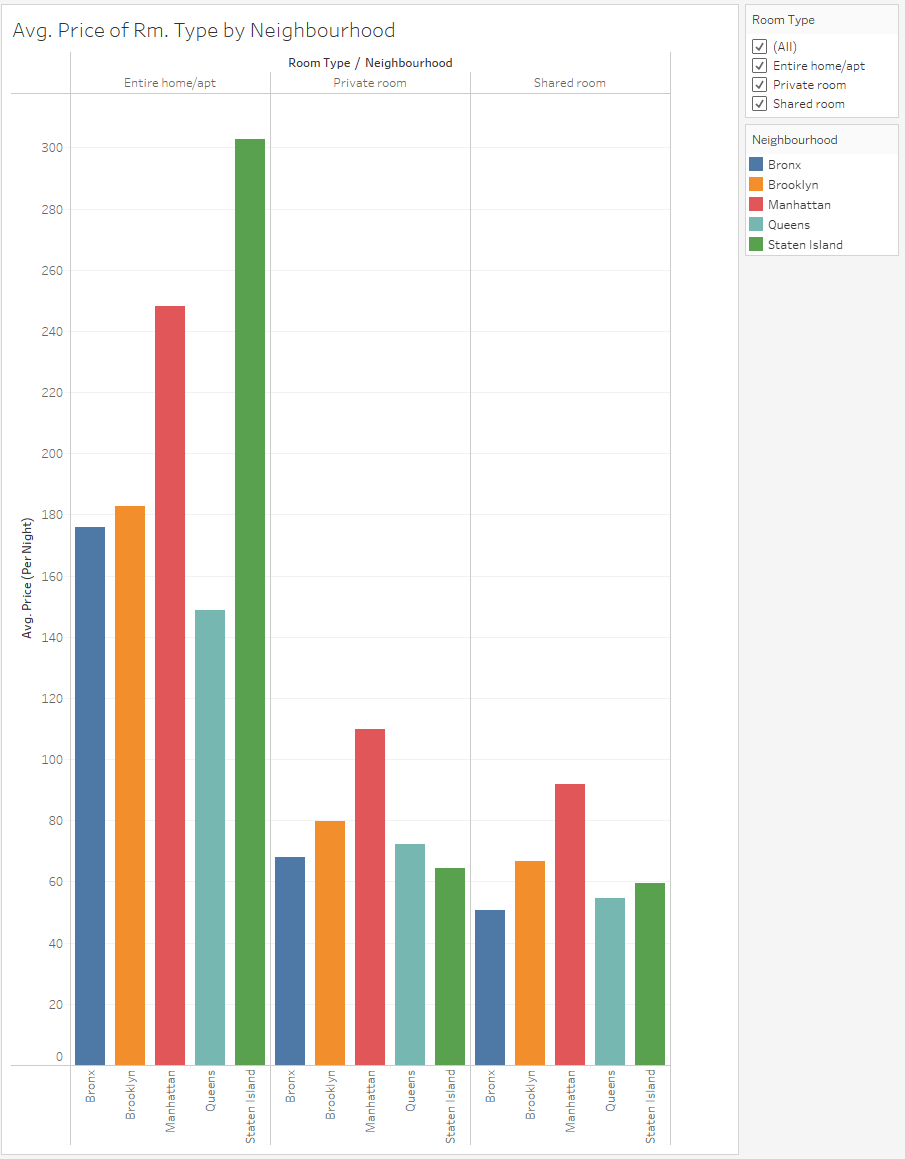 Avg. Price of Rm. Type by Neighbourhood
Room Type / Neighbourhood
Entire home/apt Private room Shared room
Avg. Price (Per Night)
300
280
260
240
220
200
180
160
140
120
100
80
60
40
20
0
Bronx Brooklyn Manhattan Queens Staten Island Bronx Brooklyn Manhattan Queens Staten Island Bronx Brooklyn Manhattan Queens Staten Island
Room Type
(All)
Entire home/apt
Private room
Shared room
Neighbourhood
Bronx
Brooklyn
Manhattan
Queens
Staten Island